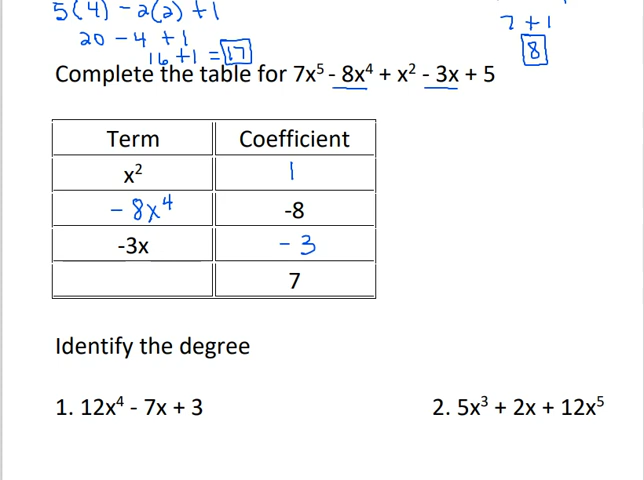 5(4) - 2(2) + 1
20 - 4 + 1
16 + 1 = 17
7 + 1
8
Complete the table for 7x⁵ - 8x⁴ + x² - 3x + 5
Term Coefficient
x² 1
- 8x⁴ -8
-3x - 3
7
Identify the degree
1. 12x⁴ - 7x + 3
2. 5x³ + 2x + 12x⁵